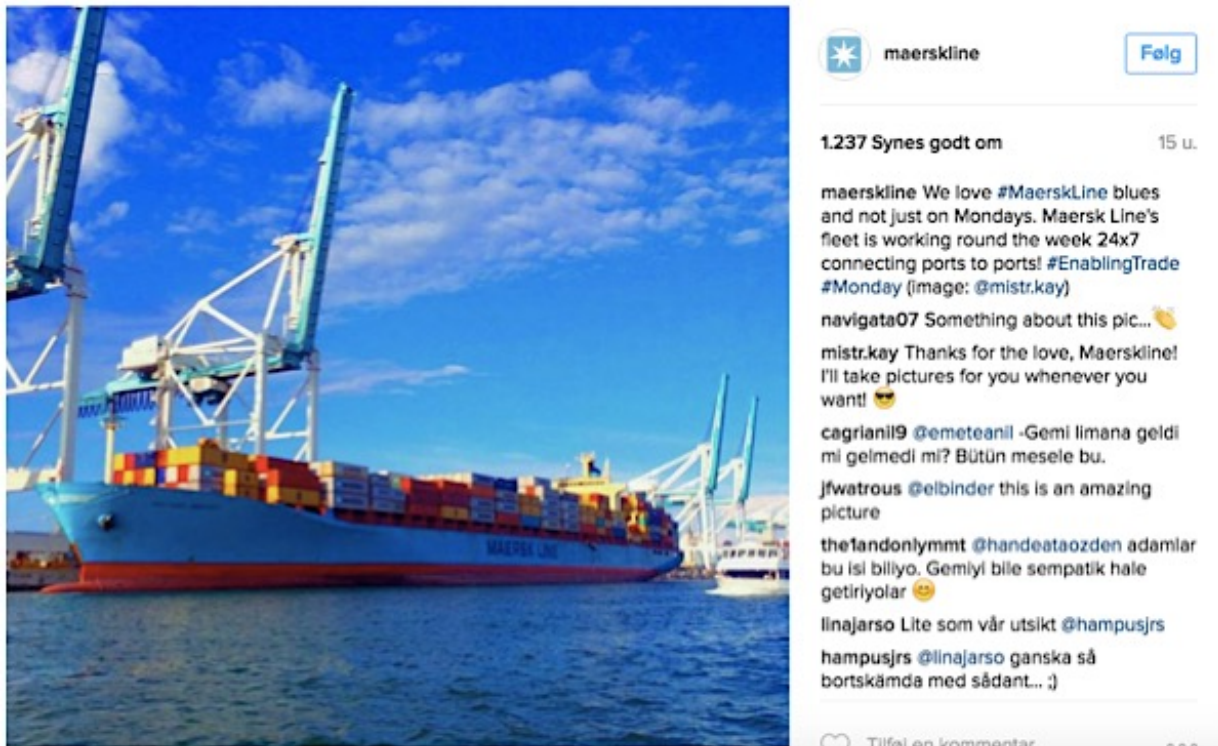 MAERSK LINE
maerskline
Følg
1.237 Synes godt om
15 u.
maerskline We love #MaerskLine blues
and not just on Mondays. Maersk Line's
fleet is working round the week 24x7
connecting ports to ports! #EnablingTrade
#Monday (image: @mistr.kay)
navigata07 Something about this pic...👏
mistr.kay Thanks for the love, Maerskline!
I'll take pictures for you whenever you
want! 😎
cagrianil9 @emeteanil -Gemi limana geldi
mi gelmedi mi? Bütün mesele bu.
jfwatrous @elbinder this is an amazing
picture
the1andonlymmt @handeataozden adamlar
bu isi biliyo. Gemiyi bile sempatik hale
getiriyolar 😊
linajarso Lite som vår utsikt @hampusjrs
hampusjrs @linajarso ganska så
bortskämda med sådant... ;)
Tilføj en kommentar